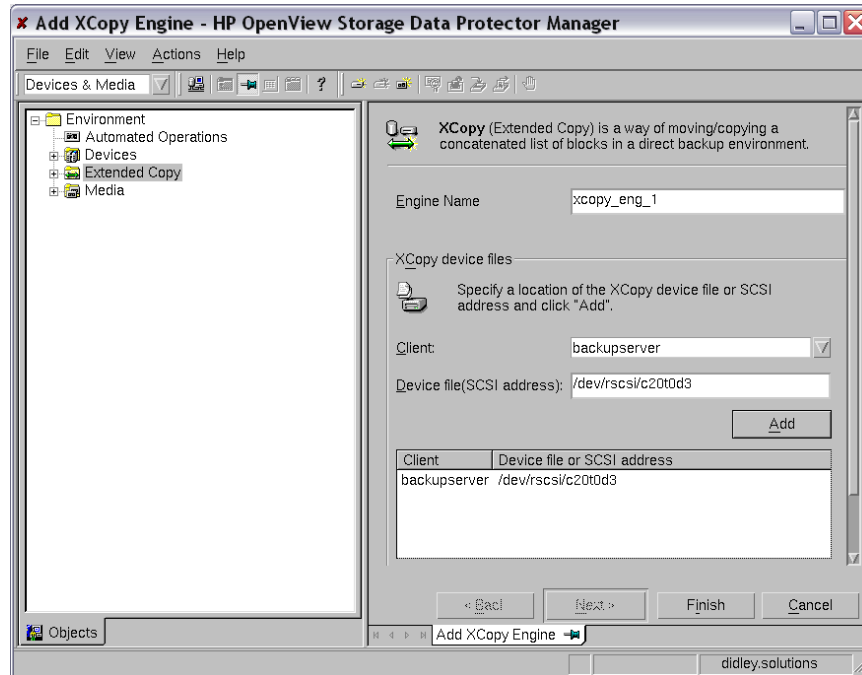 Add XCopy Engine - HP OpenView Storage Data Protector Manager
File Edit View Actions Help
Devices & Media
?
Environment
Automated Operations
Devices
Extended Copy
Media
Objects
XCopy (Extended Copy) is a way of moving/copying a
concatenated list of blocks in a direct backup environment.
Engine Name
xcopy_eng_1
XCopy device files
Specify a location of the XCopy device file or SCSI
address and click "Add".
Client:
backupserver
Device file(SCSI address):
/dev/rscsi/c20t0d3
Add
Client Device file or SCSI address
backupserver /dev/rscsi/c20t0d3
< Bacl Next > Finish Cancel
Add XCopy Engine
didley.solutions